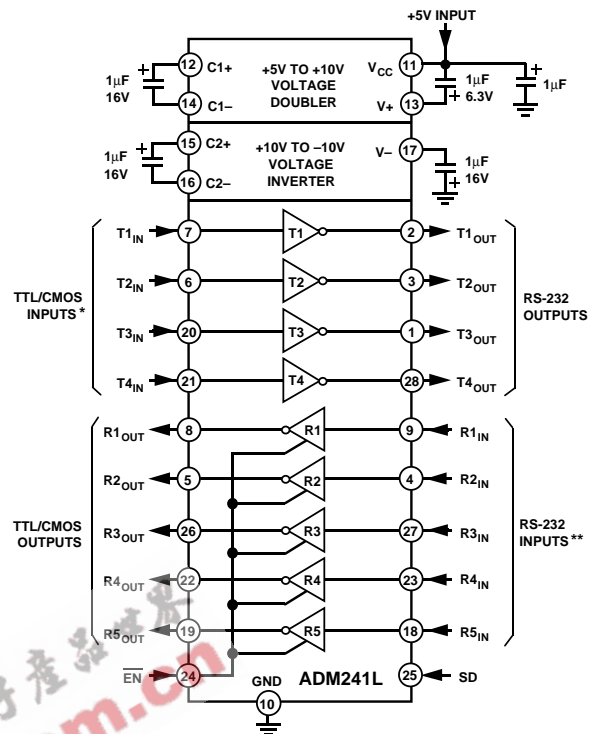 +5V INPUT
1μF
16V
12
C1+
14
C1–
+5V TO +10V
VOLTAGE
DOUBLER
VCC
11
V+
13
1μF
6.3V
1μF
1μF
16V
15
C2+
16
C2–
+10V TO –10V
VOLTAGE
INVERTER
V–
17
1μF
16V
TTL/CMOS
INPUTS *
T1IN 7 T1 2 T1OUT
T2IN 6 T2 3 T2OUT
T3IN 20 T3 1 T3OUT
T4IN 21 T4 28 T4OUT
RS-232
OUTPUTS
TTL/CMOS
OUTPUTS
R1OUT 8 R1 9 R1IN
R2OUT 5 R2 4 R2IN
R3OUT 26 R3 27 R3IN
R4OUT 22 R4 23 R4IN
R5OUT 19 R5 18 R5IN
RS-232
INPUTS **
EN 24 GND ADM241L 25 SD
10
m.cn